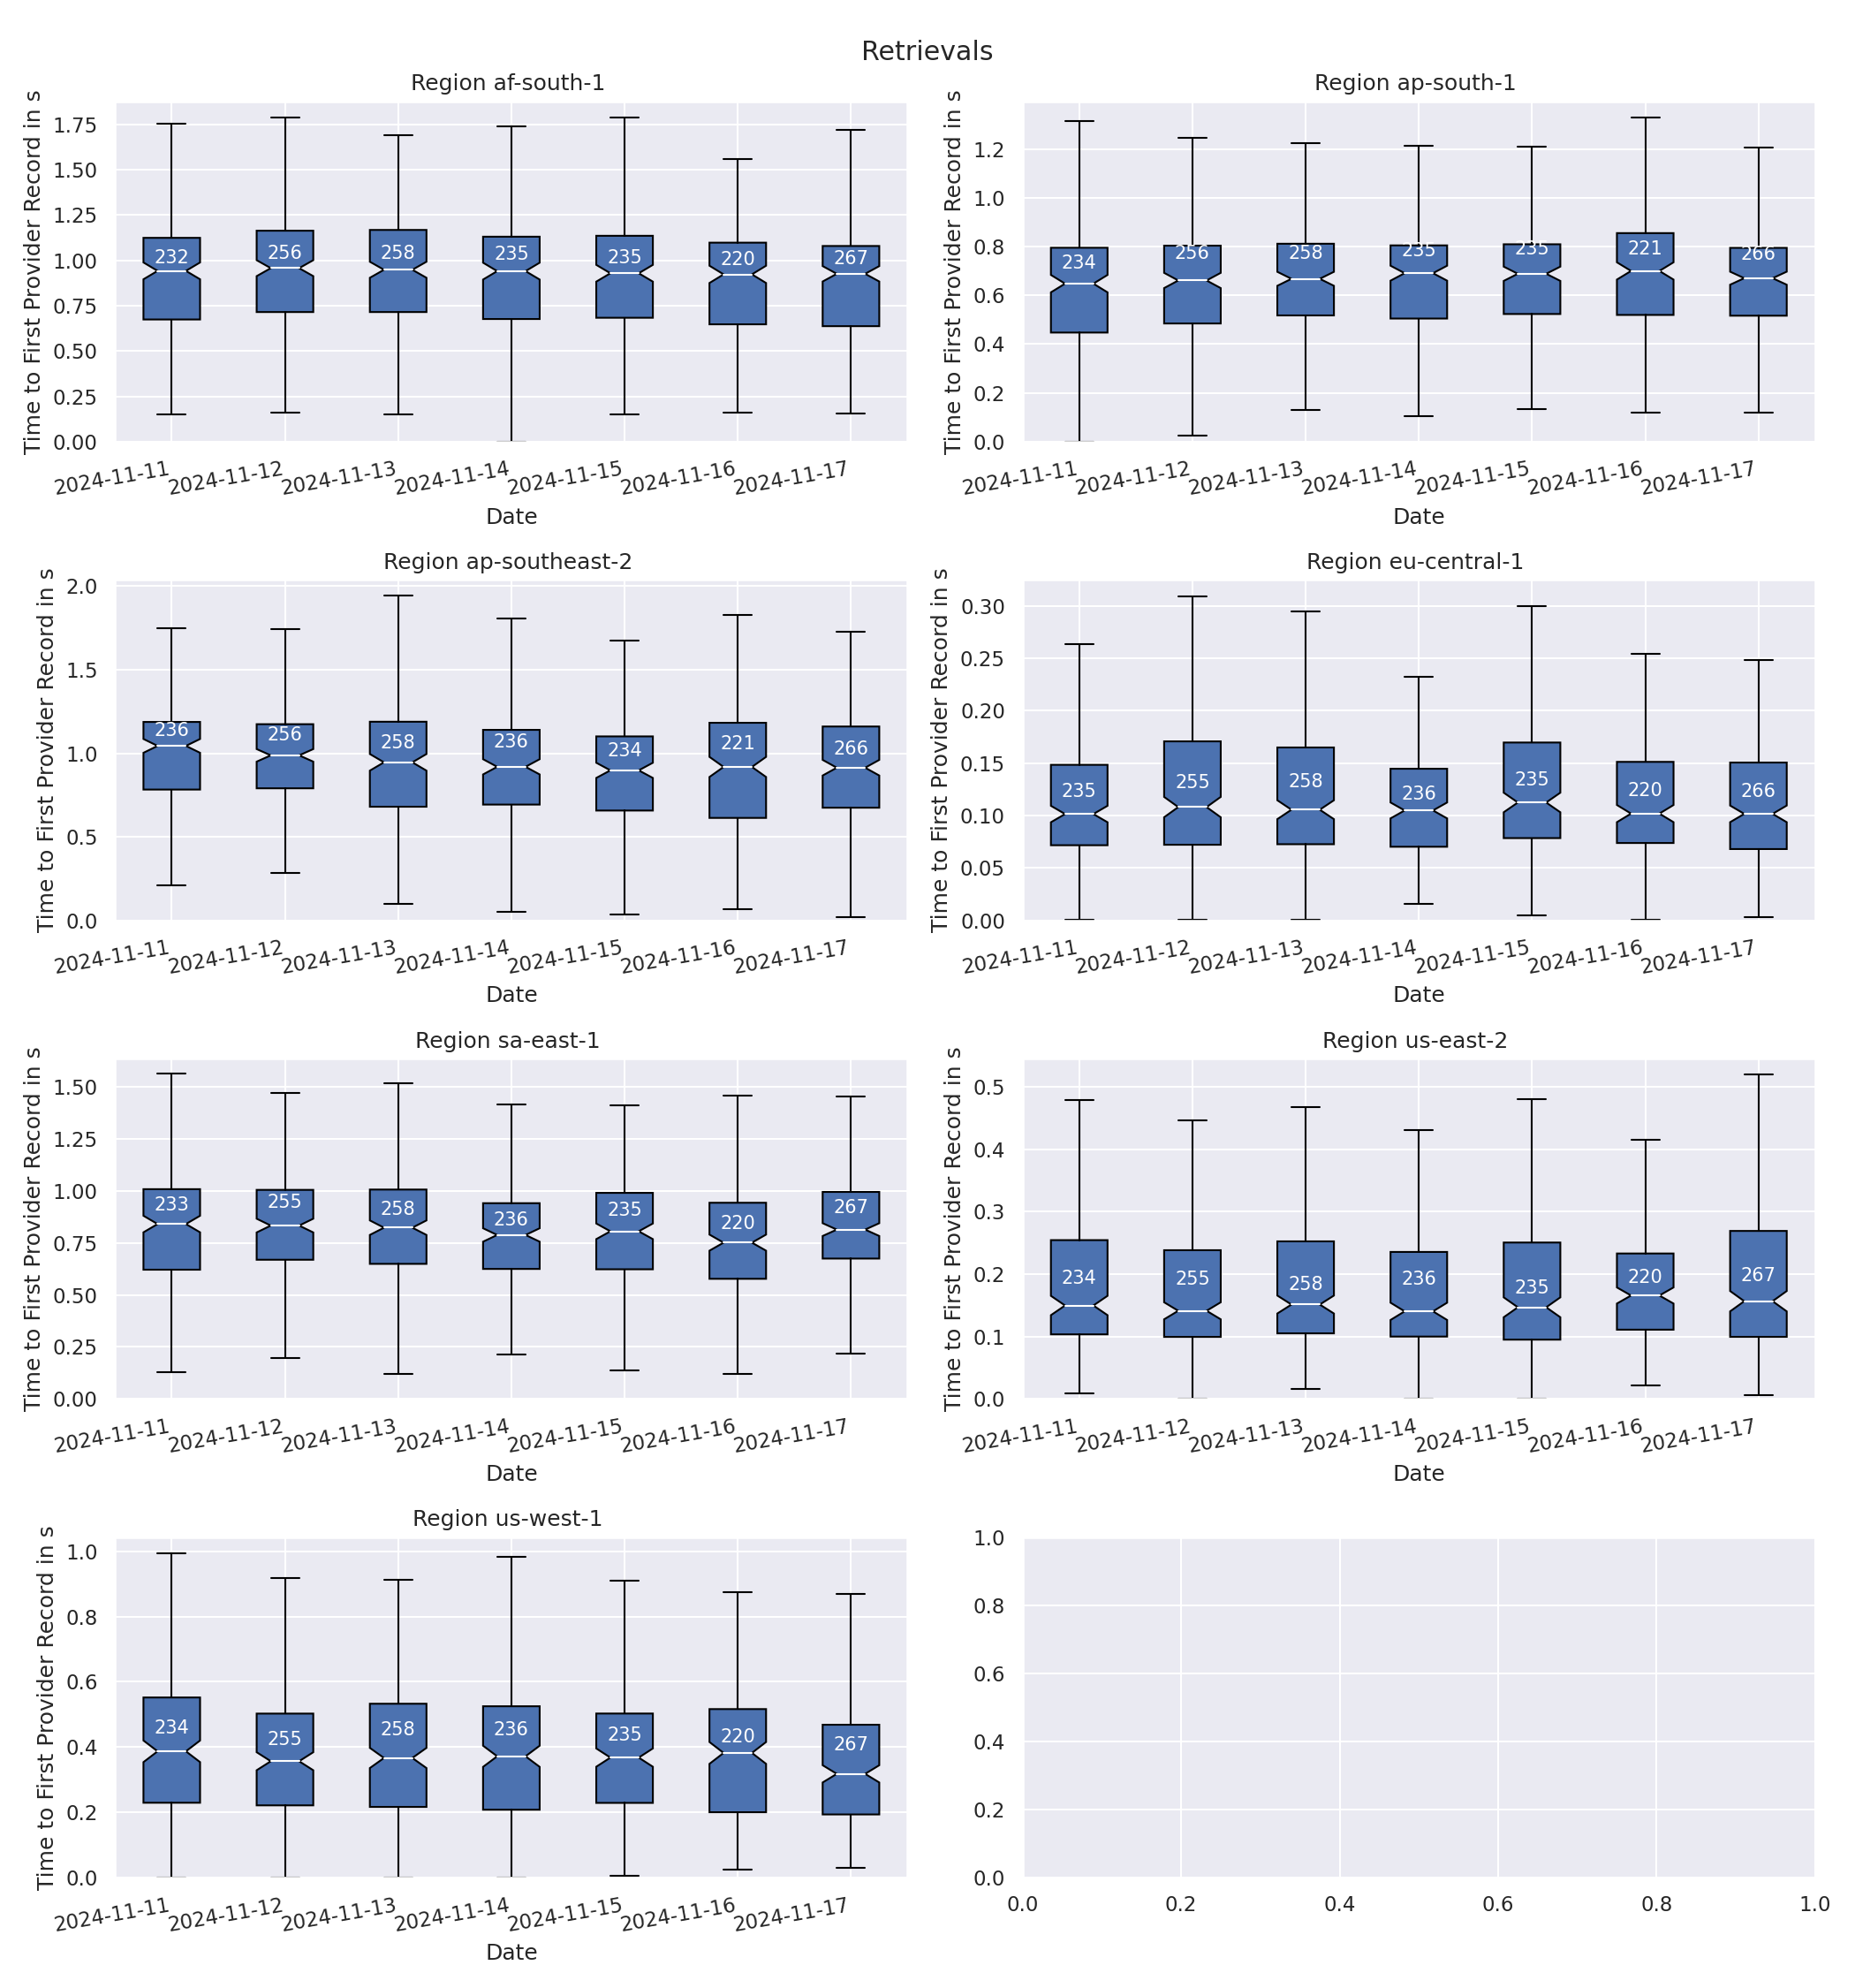 Retrievals
Region af-south-1
Time to First Provider Record in s
1.75
1.50
1.25
1.00
0.75
0.50
0.25
0.00
232 256 258 235 235 220 267
2024-11-11 2024-11-12 2024-11-13 2024-11-14 2024-11-15 2024-11-16 2024-11-17
Date
Region ap-south-1
Time to First Provider Record in s
1.2
1.0
0.8
0.6
0.4
0.2
0.0
234 256 258 235 235 221 266
2024-11-11 2024-11-12 2024-11-13 2024-11-14 2024-11-15 2024-11-16 2024-11-17
Date
Region ap-southeast-2
Time to First Provider Record in s
2.0
1.5
1.0
0.5
0.0
236 256 258 236 234 221 266
2024-11-11 2024-11-12 2024-11-13 2024-11-14 2024-11-15 2024-11-16 2024-11-17
Date
Region eu-central-1
Time to First Provider Record in s
0.30
0.25
0.20
0.15
0.10
0.05
0.00
235 255 258 236 235 220 266
2024-11-11 2024-11-12 2024-11-13 2024-11-14 2024-11-15 2024-11-16 2024-11-17
Date
Region sa-east-1
Time to First Provider Record in s
1.50
1.25
1.00
0.75
0.50
0.25
0.00
233 255 258 236 235 220 267
2024-11-11 2024-11-12 2024-11-13 2024-11-14 2024-11-15 2024-11-16 2024-11-17
Date
Region us-east-2
Time to First Provider Record in s
0.5
0.4
0.3
0.2
0.1
0.0
234 255 258 236 235 220 267
2024-11-11 2024-11-12 2024-11-13 2024-11-14 2024-11-15 2024-11-16 2024-11-17
Date
Region us-west-1
Time to First Provider Record in s
1.0
0.8
0.6
0.4
0.2
0.0
234 255 258 236 235 220 267
2024-11-11 2024-11-12 2024-11-13 2024-11-14 2024-11-15 2024-11-16 2024-11-17
Date
1.0
0.8
0.6
0.4
0.2
0.0
0.0 0.2 0.4 0.6 0.8 1.0